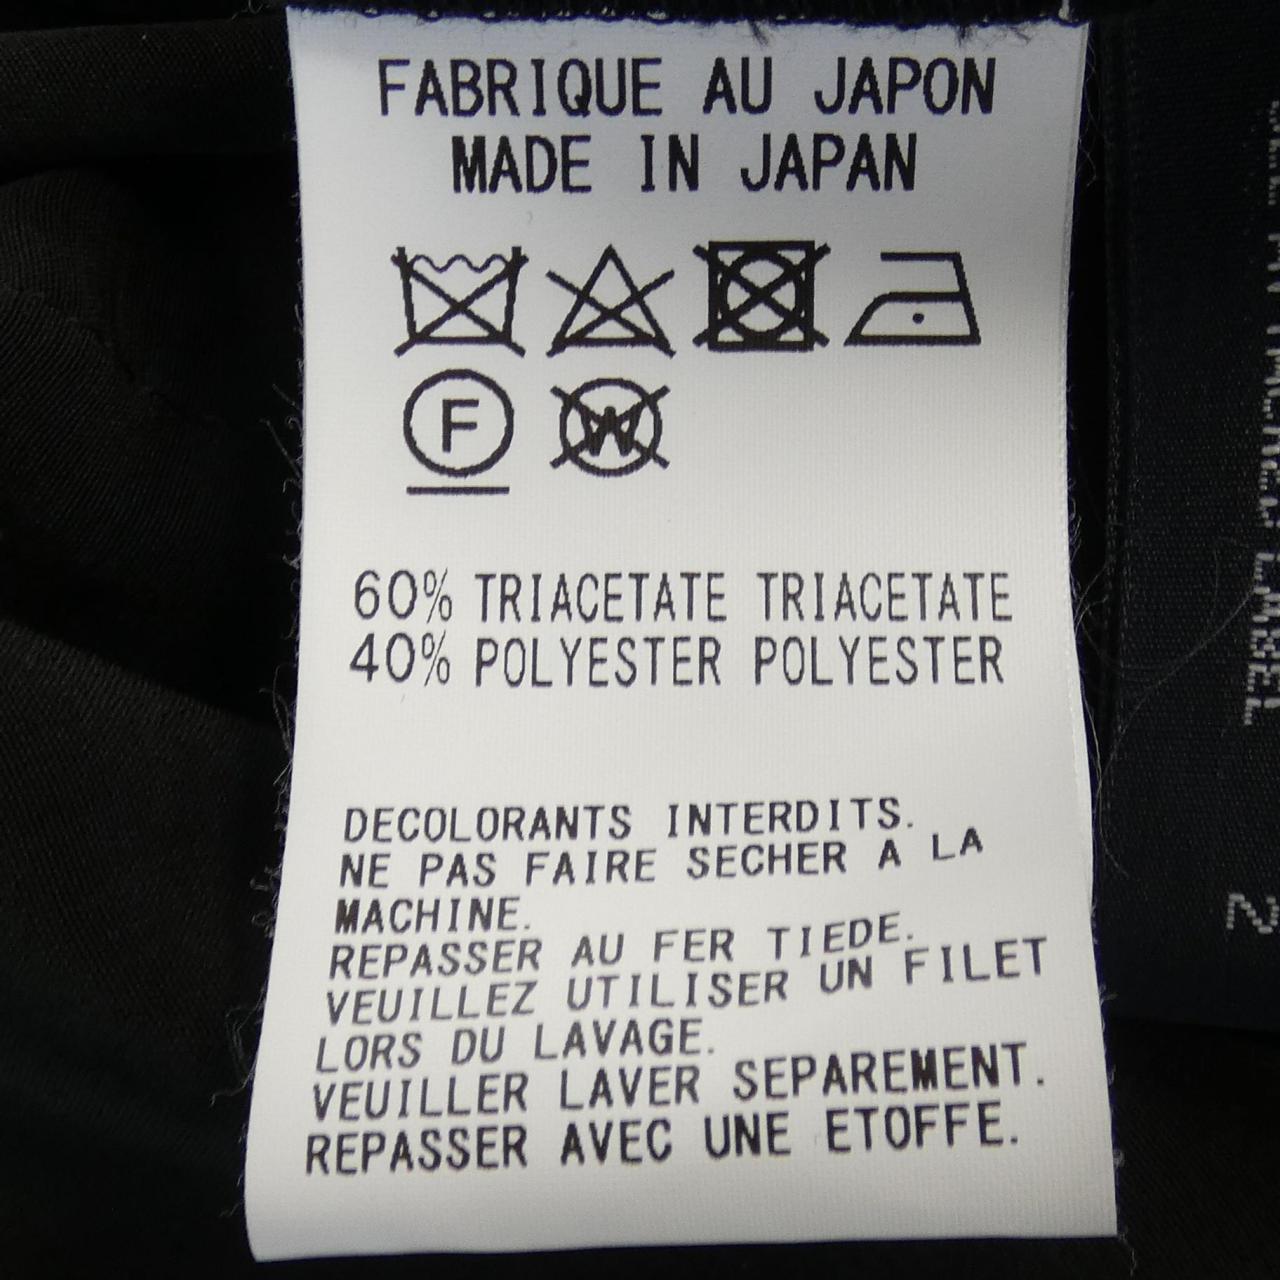 FABRIQUE AU JAPON
MADE IN JAPAN
F
W
60% TRIACETATE TRIACETATE
40% POLYESTER POLYESTER
DECOLORANTS INTERDITS.
NE PAS FAIRE SECHER A LA
MACHINE.
REPASSER AU FER TIEDE.
VEUILLEZ UTILISER UN FILET
LORS DU LAVAGE.
VEUILLER LAVER SEPAREMENT.
REPASSER AVEC UNE ETOFFE.
2